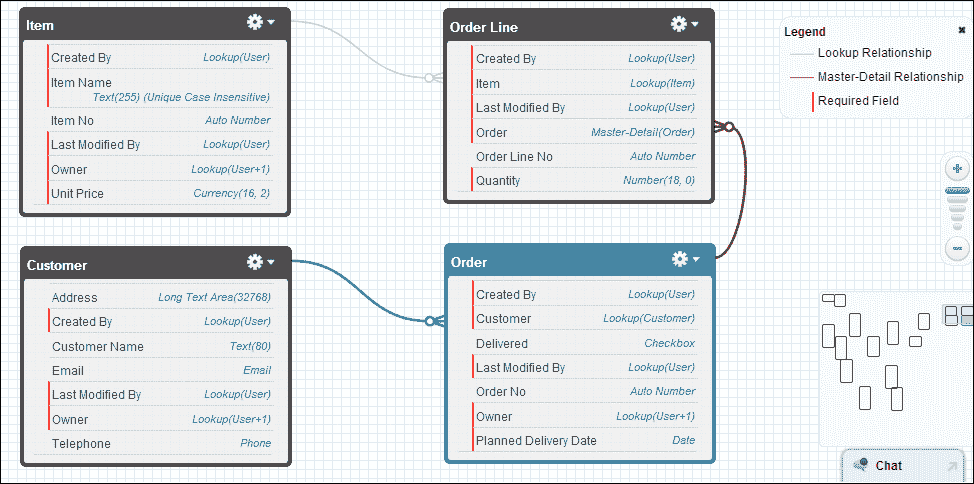 Item
Created By Lookup(User)
Item Name
Text(255) (Unique Case Insensitive)
Item No Auto Number
Last Modified By Lookup(User)
Owner Lookup(User+1)
Unit Price Currency(16, 2)
Order Line
Created By Lookup(User)
Item Lookup(Item)
Last Modified By Lookup(User)
Order Master-Detail(Order)
Order Line No Auto Number
Quantity Number(18, 0)
Legend
Lookup Relationship
Master-Detail Relationship
Required Field
Customer
Address Long Text Area(32768)
Created By Lookup(User)
Customer Name Text(80)
Email Email
Last Modified By Lookup(User)
Owner Lookup(User+1)
Telephone Phone
Order
Created By Lookup(User)
Customer Lookup(Customer)
Delivered Checkbox
Last Modified By Lookup(User)
Order No Auto Number
Owner Lookup(User+1)
Planned Delivery Date Date
Chat